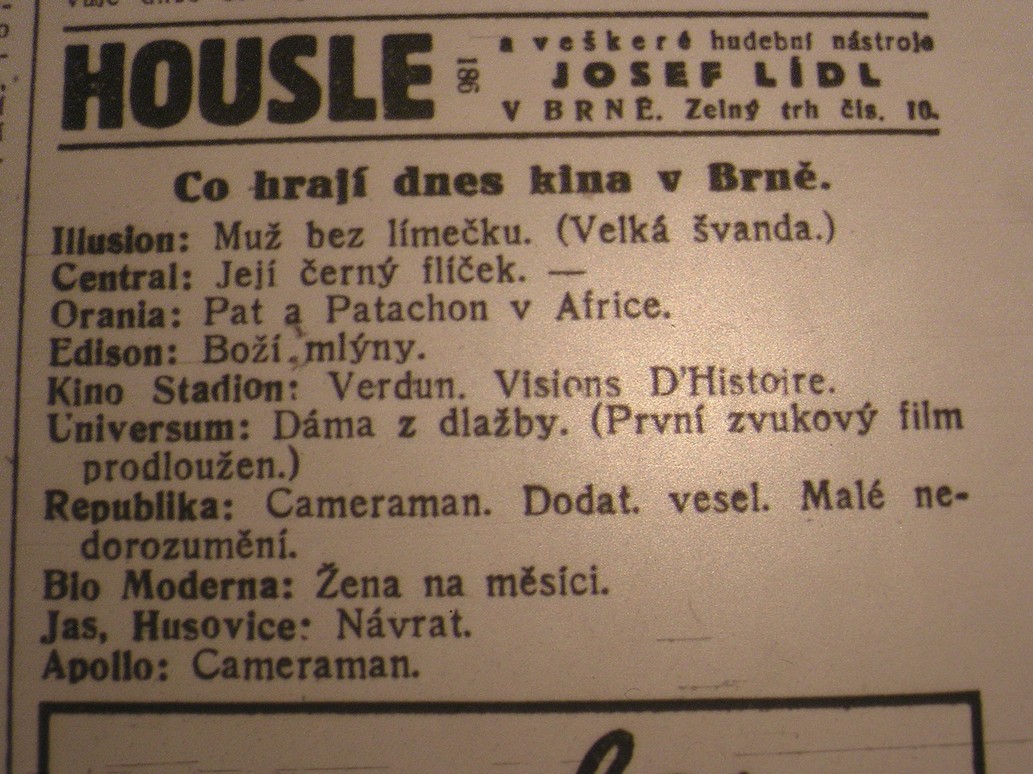 HOUSLE
186
a veškeré hudební nástroje
JOSEF LÍDL
V BRNĚ. Zelný trh čís. 10.
Co hrají dnes kina v Brně.
Illusion: Muž bez límečku. (Velká švanda.)
Central: Její černý flíček. —
Orania: Pat a Patachon v Africe.
Edison: Boží mlýny.
Kino Stadion: Verdun. Visions D'Histoire.
Universum: Dáma z dlažby. (První zvukový film
prodloužen.)
Republika: Cameraman. Dodat. vesel. Malé ne-
dorozumění.
Bio Moderna: Žena na měsíci.
Jas, Husovice: Návrat.
Apollo: Cameraman.